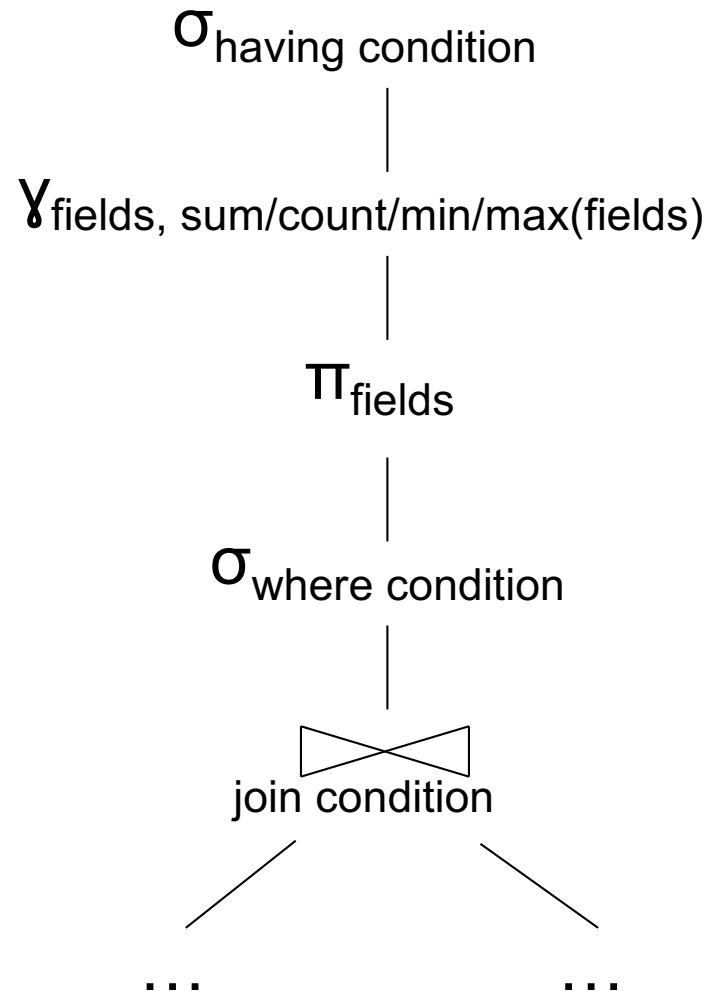 σhaving condition
γfields, sum/count/min/max(fields)
πfields
σwhere condition
join condition
... ...